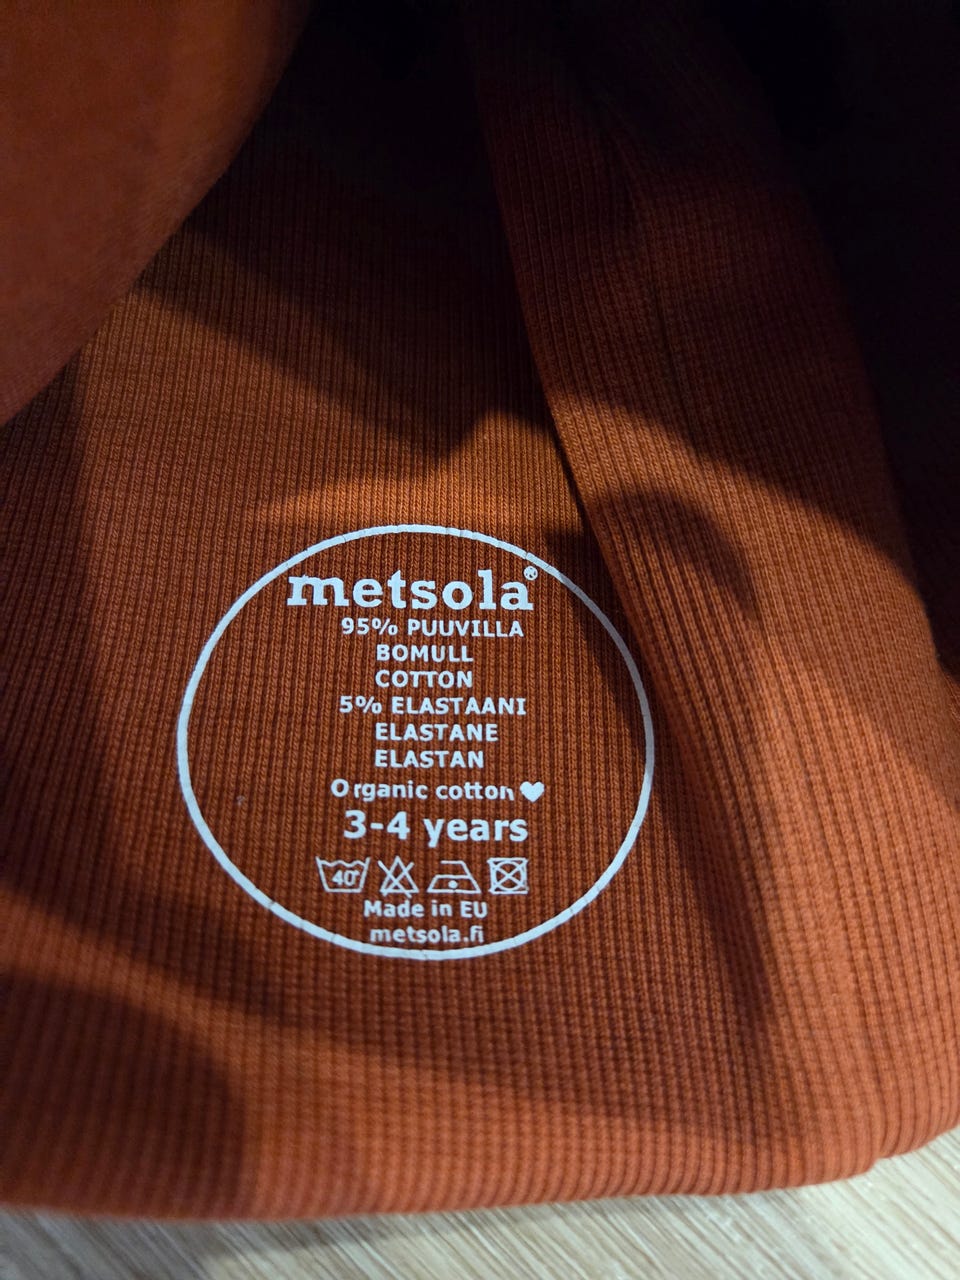 metsola®
95% PUUVILLA
BOMULL
COTTON
5% ELASTAANI
ELASTANE
ELASTAN
Organic cotton ♥
3-4 years
40°
Made in EU
metsola.fi